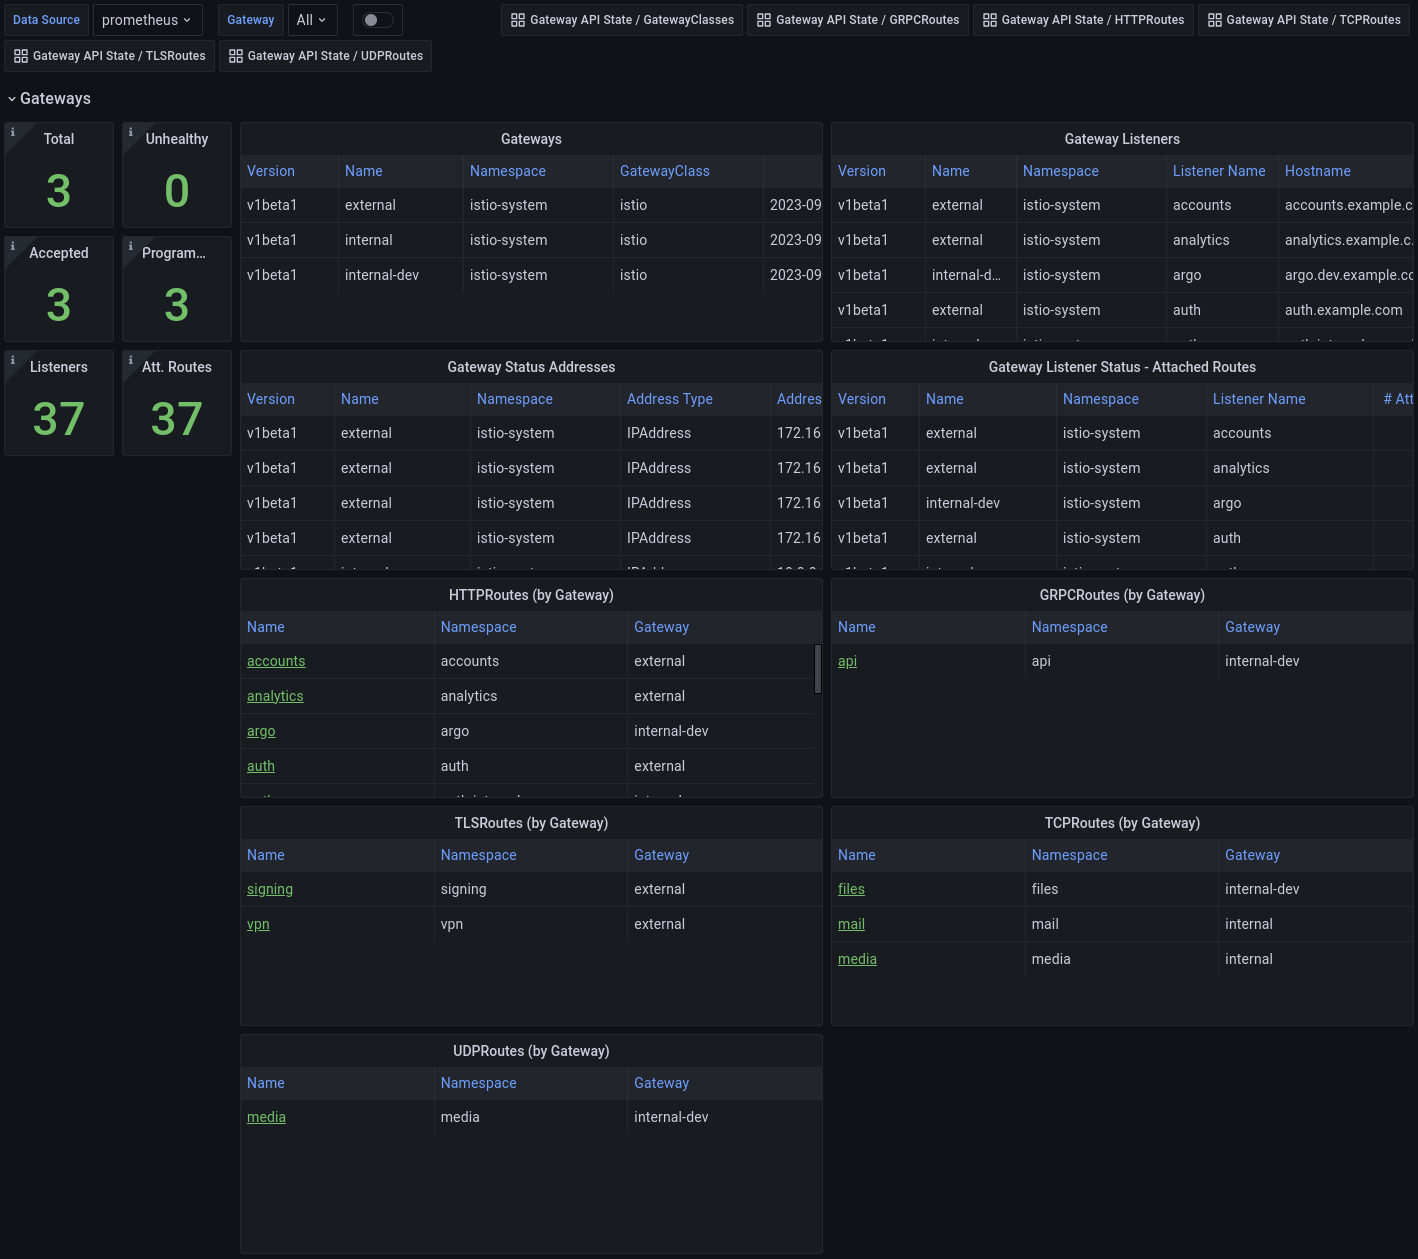 Data Source prometheus Gateway All Gateway API State / GatewayClasses Gateway API State / GRPCRoutes Gateway API State / HTTPRoutes Gateway API State / TCPRoutes
Gateway API State / TLSRoutes Gateway API State / UDPRoutes
Gateways
Total
3
Unhealthy
0
Accepted
3
Program...
3
Listeners
37
Att. Routes
37
Gateways
Version Name Namespace GatewayClass
v1beta1 external istio-system istio 2023-09
v1beta1 internal istio-system istio 2023-09
v1beta1 internal-dev istio-system istio 2023-09
Gateway Listeners
Version Name Namespace Listener Name Hostname
v1beta1 external istio-system accounts accounts.example.c
v1beta1 external istio-system analytics analytics.example.c.
v1beta1 internal-d... istio-system argo argo.dev.example.cc
v1beta1 external istio-system auth auth.example.com
Gateway Status Addresses
Version Name Namespace Address Type Addres
v1beta1 external istio-system IPAddress 172.16
v1beta1 external istio-system IPAddress 172.16
v1beta1 external istio-system IPAddress 172.16
v1beta1 external istio-system IPAddress 172.16
Gateway Listener Status - Attached Routes
Version Name Namespace Listener Name # Att
v1beta1 external istio-system accounts
v1beta1 external istio-system analytics
v1beta1 internal-dev istio-system argo
v1beta1 external istio-system auth
HTTPRoutes (by Gateway)
Name Namespace Gateway
accounts accounts external
analytics analytics external
argo argo internal-dev
auth auth external
GRPCRoutes (by Gateway)
Name Namespace Gateway
api api internal-dev
TLSRoutes (by Gateway)
Name Namespace Gateway
signing signing external
vpn vpn external
TCPRoutes (by Gateway)
Name Namespace Gateway
files files internal-dev
mail mail internal
media media internal
UDPRoutes (by Gateway)
Name Namespace Gateway
media media internal-dev